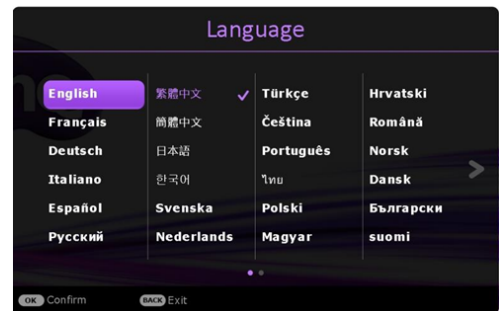 Language
English
Français
Deutsch
Italiano
Español
Русский
繁體中文
簡體中文
日本語
한국어
Svenska
Nederlands
Türkçe
Čeština
Português
ไทย
Polski
Magyar
Hrvatski
Română
Norsk
Dansk
Български
suomi
OK Confirm
BACK Exit